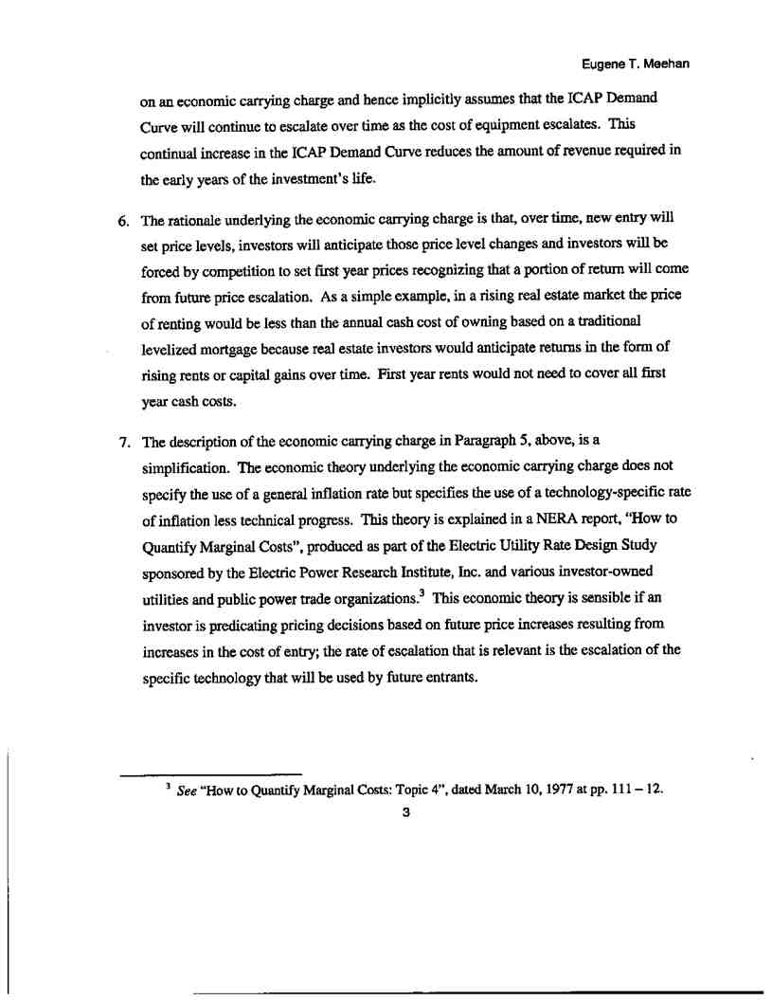 Eugene T. Meehan
on an economic carrying charge and hence implicitly assumes that the ICAP Demand
Curve will continue to escalate over time as the cost of equipment escalates. This
continual increase in the ICAP Demand Curve reduces the amount of revenue required in
the early years of the investment's life.
6. The rationale underlying the economic carrying charge is that, over time, new entry will
set price levels, investors will anticipate those price level changes and investors will be
forced by competition to set first year prices recognizing that a portion of return will come
from future price escalation. As a simple example, in a rising real estate market the price
of renting would be less than the annual cash cost of owning based on a traditional
levelized mortgage because real estate investors would anticipate returns in the form of
rising rents or capital gains over time. First year rents would not need to cover all first
year cash costs.
7. The description of the economic carrying charge in Paragraph 5, above, is a
simplification. The economic theory underlying the economic carrying charge does not
specify the use of a general inflation rate but specifies the use of a technology-specific rate
of inflation less technical progress. This theory is explained in a NERA report, "How to
Quantify Marginal Costs", produced as part of the Electric Utility Rate Design Study
sponsored by the Electric Power Research Institute, Inc. and various investor-owned
utilities and public power trade organizations.³ This economic theory is sensible if an
investor is predicating pricing decisions based on future price increases resulting from
increases in the cost of entry; the rate of escalation that is relevant is the escalation of the
specific technology that will be used by future entrants.
³ See "How to Quantify Marginal Costs: Topic 4", dated March 10, 1977 at pp. 111 – 12.
3